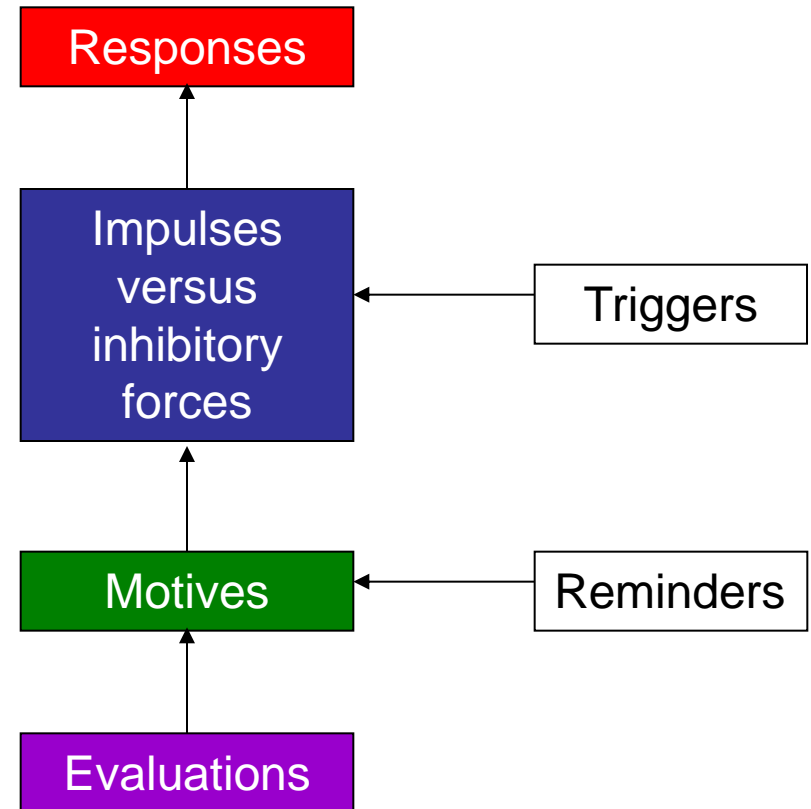 Responses
Impulses
versus
inhibitory
forces
Triggers
Motives
Reminders
Evaluations